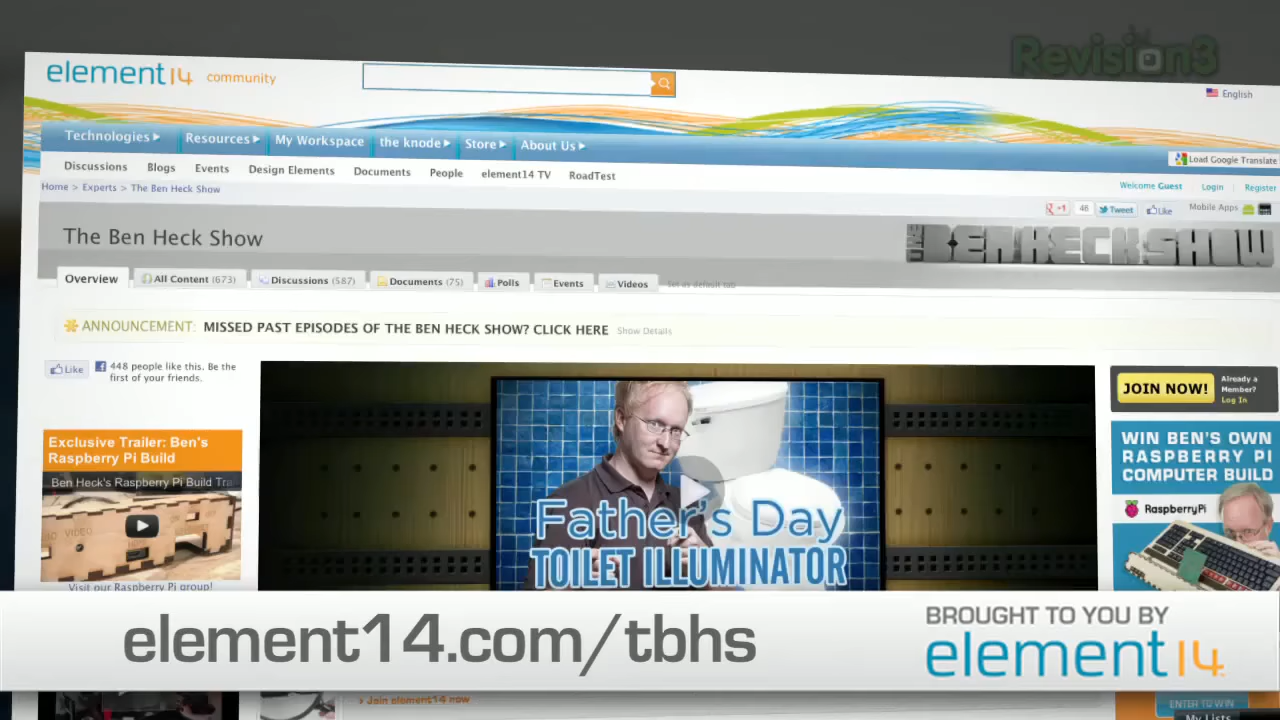 Revision3
element14 community
English
Technologies Resources My Workspace the knode Store About Us
Load Google Translate
Discussions Blogs Events Design Elements Documents People element14 TV RoadTest
Home > Experts > The Ben Heck Show
Welcome Guest Login Register
+1 46 Tweet Like Mobile Apps
The Ben Heck Show
THE BEN HECK SHOW
Overview All Content (673) Discussions (587) Documents (75) Polls Events Videos Set as default tab
ANNOUNCEMENT: MISSED PAST EPISODES OF THE BEN HECK SHOW? CLICK HERE Show Details
Like 448 people like this. Be the
first of your friends.
JOIN NOW! Already a
Member?
Log In
Exclusive Trailer: Ben's
Raspberry Pi Build
Ben Heck's Raspberry Pi Build Tra
VIDEO
Visit our Raspberry Pi group!
Father's Day
TOILET ILLUMINATOR
WIN BEN'S OWN
RASPBERRY PI
COMPUTER BUILD
RaspberryPi
element14.com/tbhs
BROUGHT TO YOU BY
element14
> Join element14 now
ENTER TO WIN
My Lists